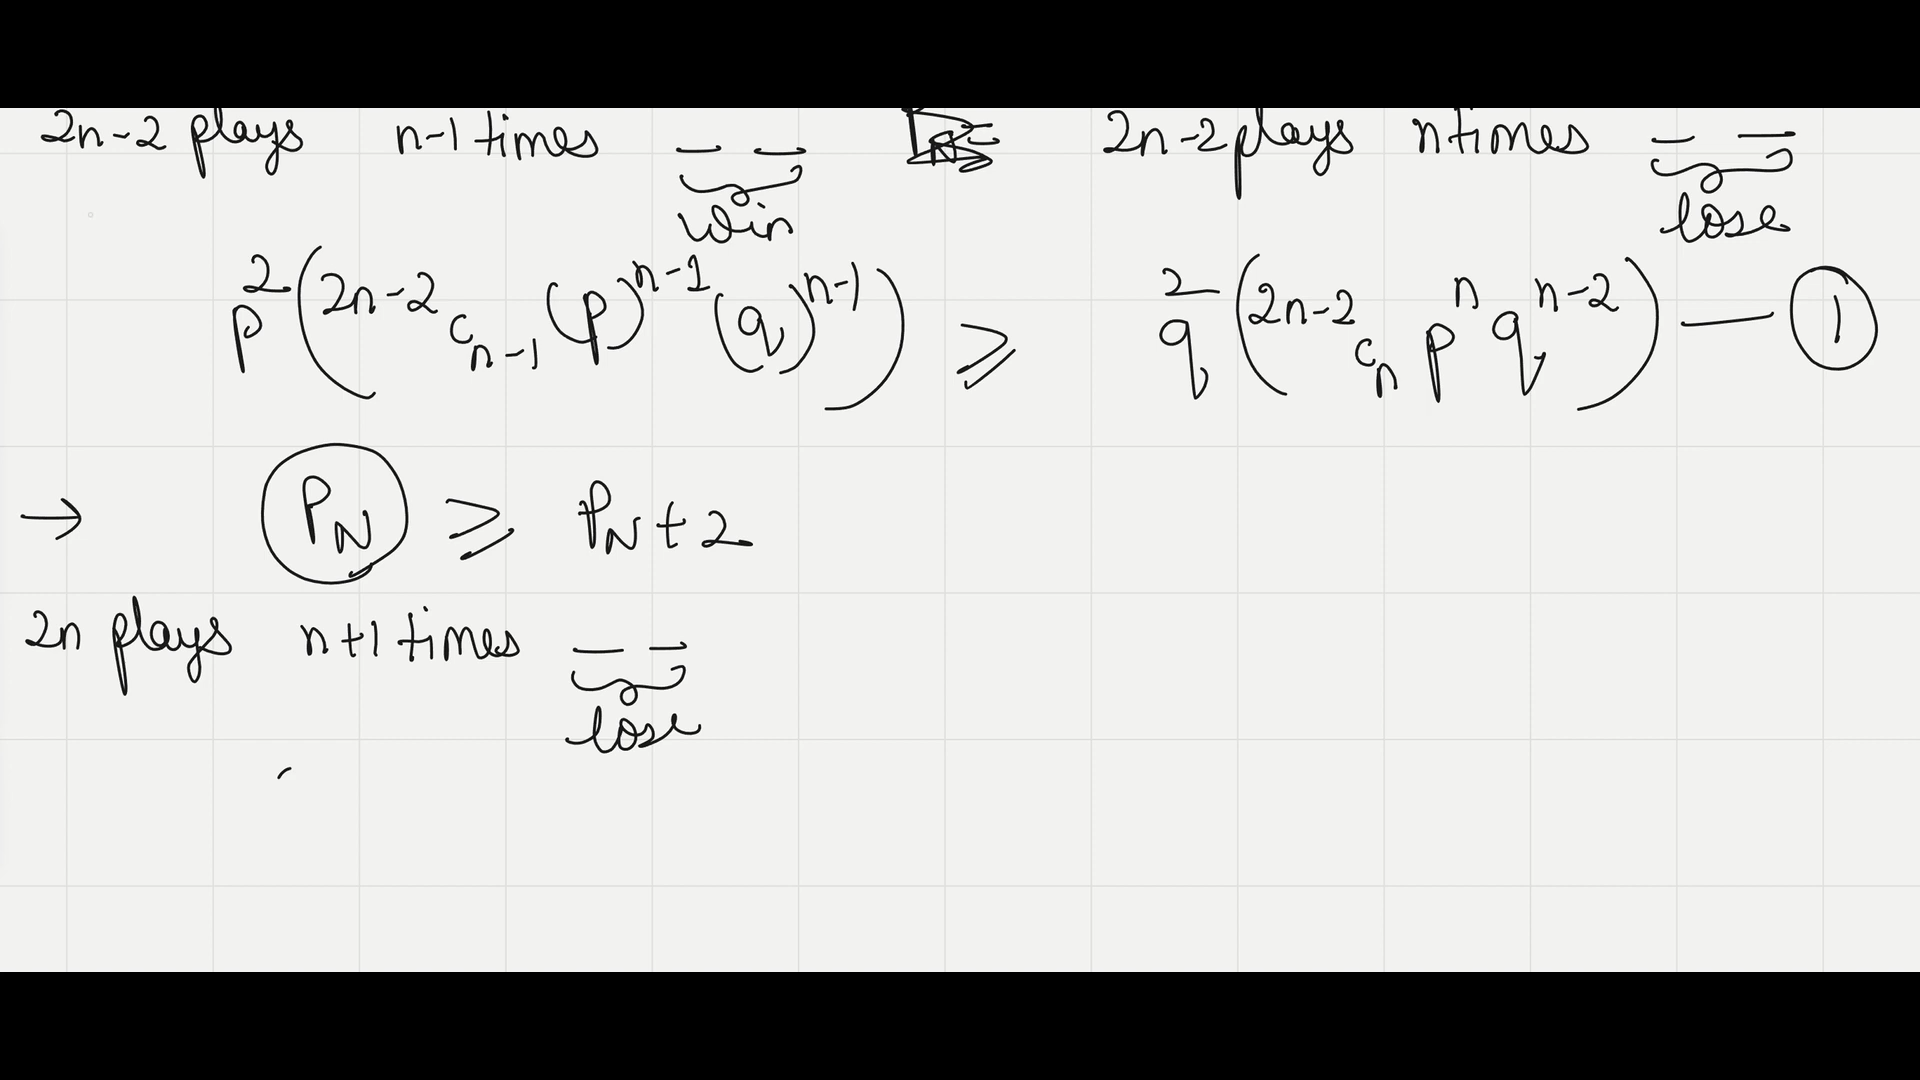 2n-2 plays n-1 times _ _ 2n-2 plays n times _ _
win lose
p^2 (2n-2 c n-1 (p)^n-1 (q)^n-1) ⩾ q^2 (2n-2 c n p^n q^n-2) — ①
→ P_N ⩾ P_N+2
2n plays n+1 times _ _
lose